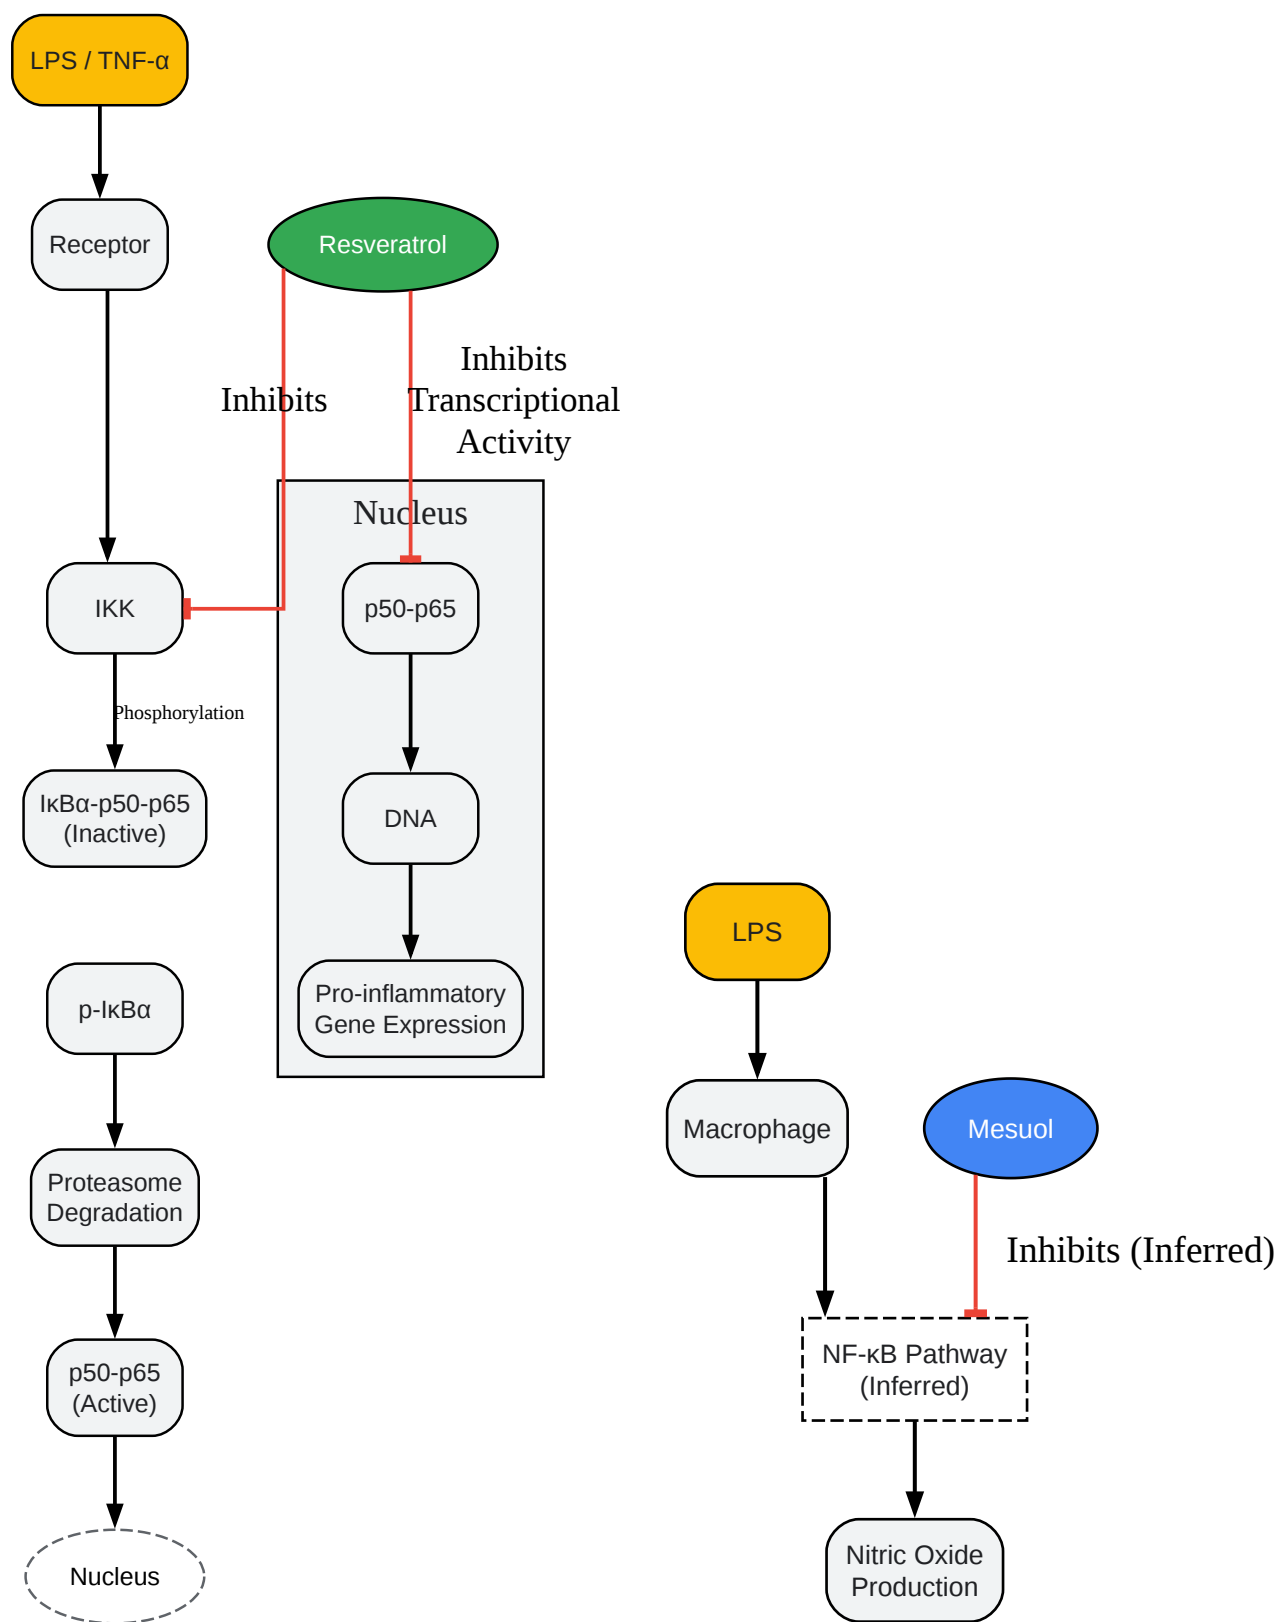 LPS / TNF-α
Receptor
Resveratrol
Inhibits
Inhibits
Transcriptional
Activity
Nucleus
IKK
p50-p65
Phosphorylation
IκBα-p50-p65
(Inactive)
DNA
p-IκBα
Pro-inflammatory
Gene Expression
Proteasome
Degradation
p50-p65
(Active)
Nucleus
LPS
Macrophage
Mesuol
Inhibits (Inferred)
NF-κB Pathway
(Inferred)
Nitric Oxide
Production